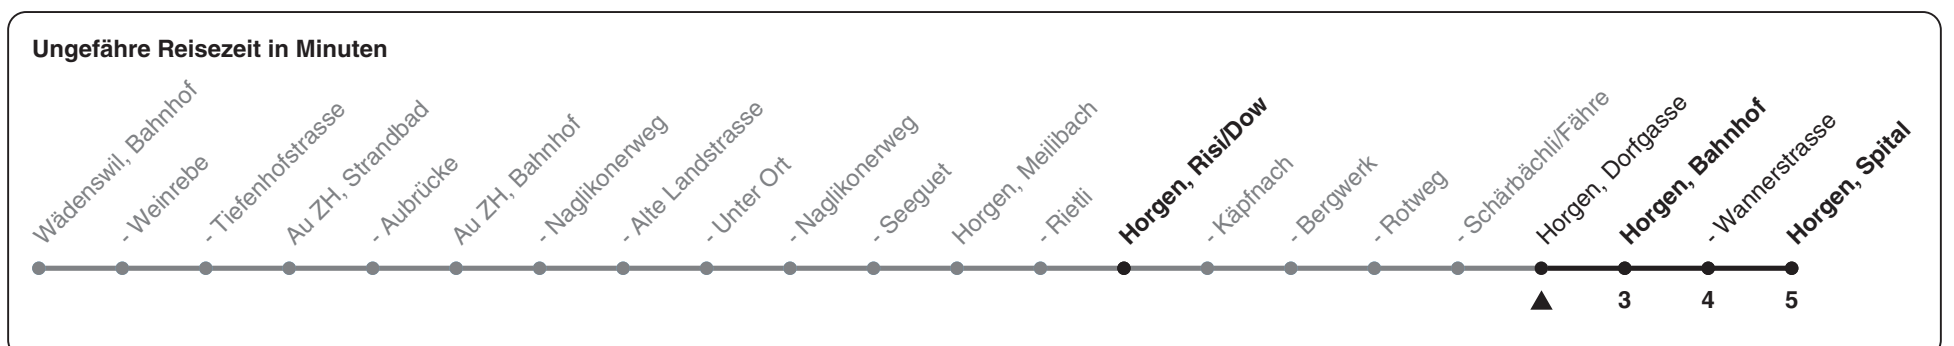 Ungefähre Reisezeit in Minuten
Wädenswil, Bahnhof
- Weinrebe
- Tiefenhofstrasse
Au ZH, Strandbad
- Aubrücke
Au ZH, Bahnhof
- Naglikonerweg
- Alte Landstrasse
- Unter Ort
- Naglikonerweg
- Seeguet
Horgen, Meilibach
- Rietli
Horgen, Risi/Dow
- Käpfnach
- Bergwerk
- Rotweg
- Schärbächli/Fähre
Horgen, Dorfgasse
Horgen, Bahnhof
- Wannerstrasse
Horgen, Spital
3 4 5